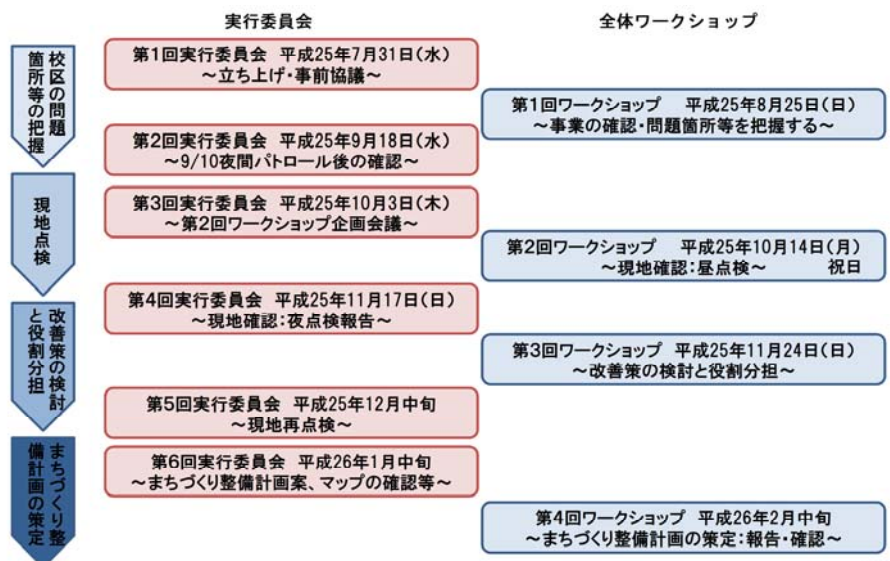 実行委員会
全体ワークショップ
校区の問題
箇所等の把握
第1回実行委員会 平成25年7月31日(水)
～立ち上げ・事前協議～
第1回ワークショップ 平成25年8月25日(日)
～事業の確認・問題箇所等を把握する～
第2回実行委員会 平成25年9月18日(水)
～9/10夜間パトロール後の確認～
現地点検
第3回実行委員会 平成25年10月3日(木)
～第2回ワークショップ企画会議～
第2回ワークショップ 平成25年10月14日(月)
～現地確認:昼点検～ 祝日
第4回実行委員会 平成25年11月17日(日)
～現地確認:夜点検報告～
改善策の検討
と役割分担
第3回ワークショップ 平成25年11月24日(日)
～改善策の検討と役割分担～
第5回実行委員会 平成25年12月中旬
～現地再点検～
まちづくり整
備計画の策定
第6回実行委員会 平成26年1月中旬
～まちづくり整備計画案、マップの確認等～
第4回ワークショップ 平成26年2月中旬
～まちづくり整備計画の策定:報告・確認～